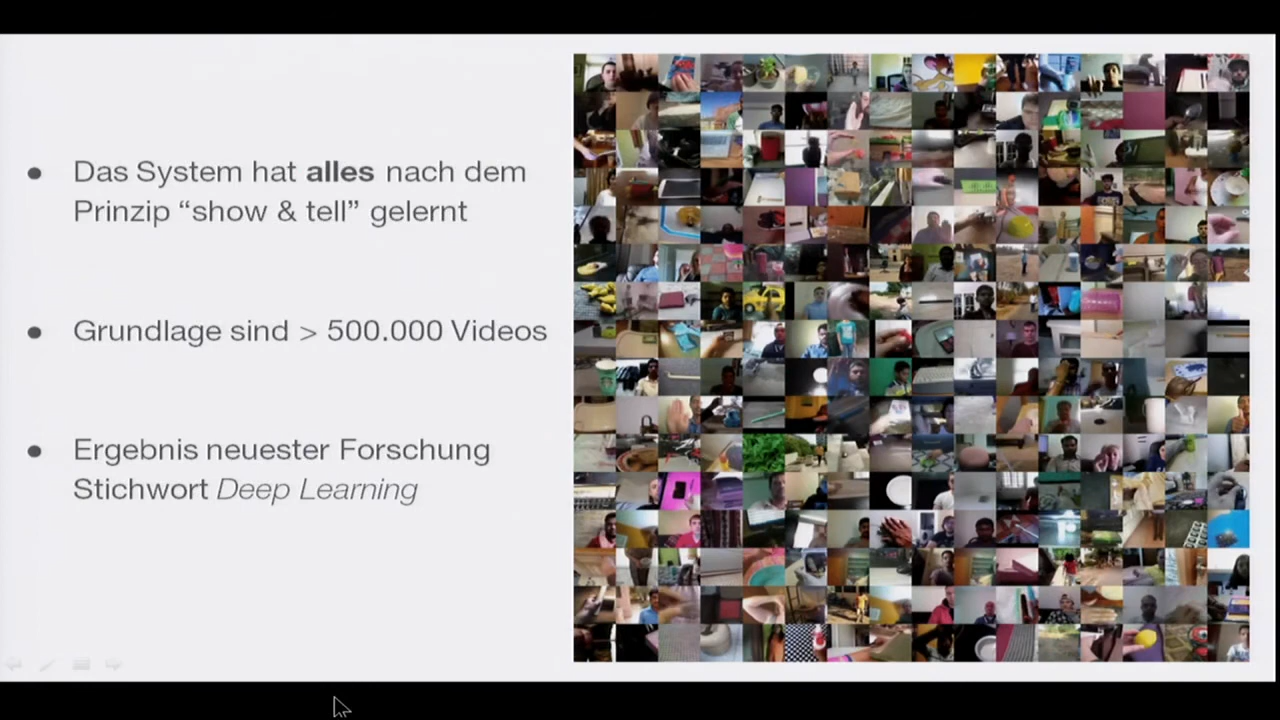 • Das System hat alles nach dem
Prinzip “show & tell” gelernt
• Grundlage sind > 500.000 Videos
• Ergebnis neuester Forschung
Stichwort Deep Learning